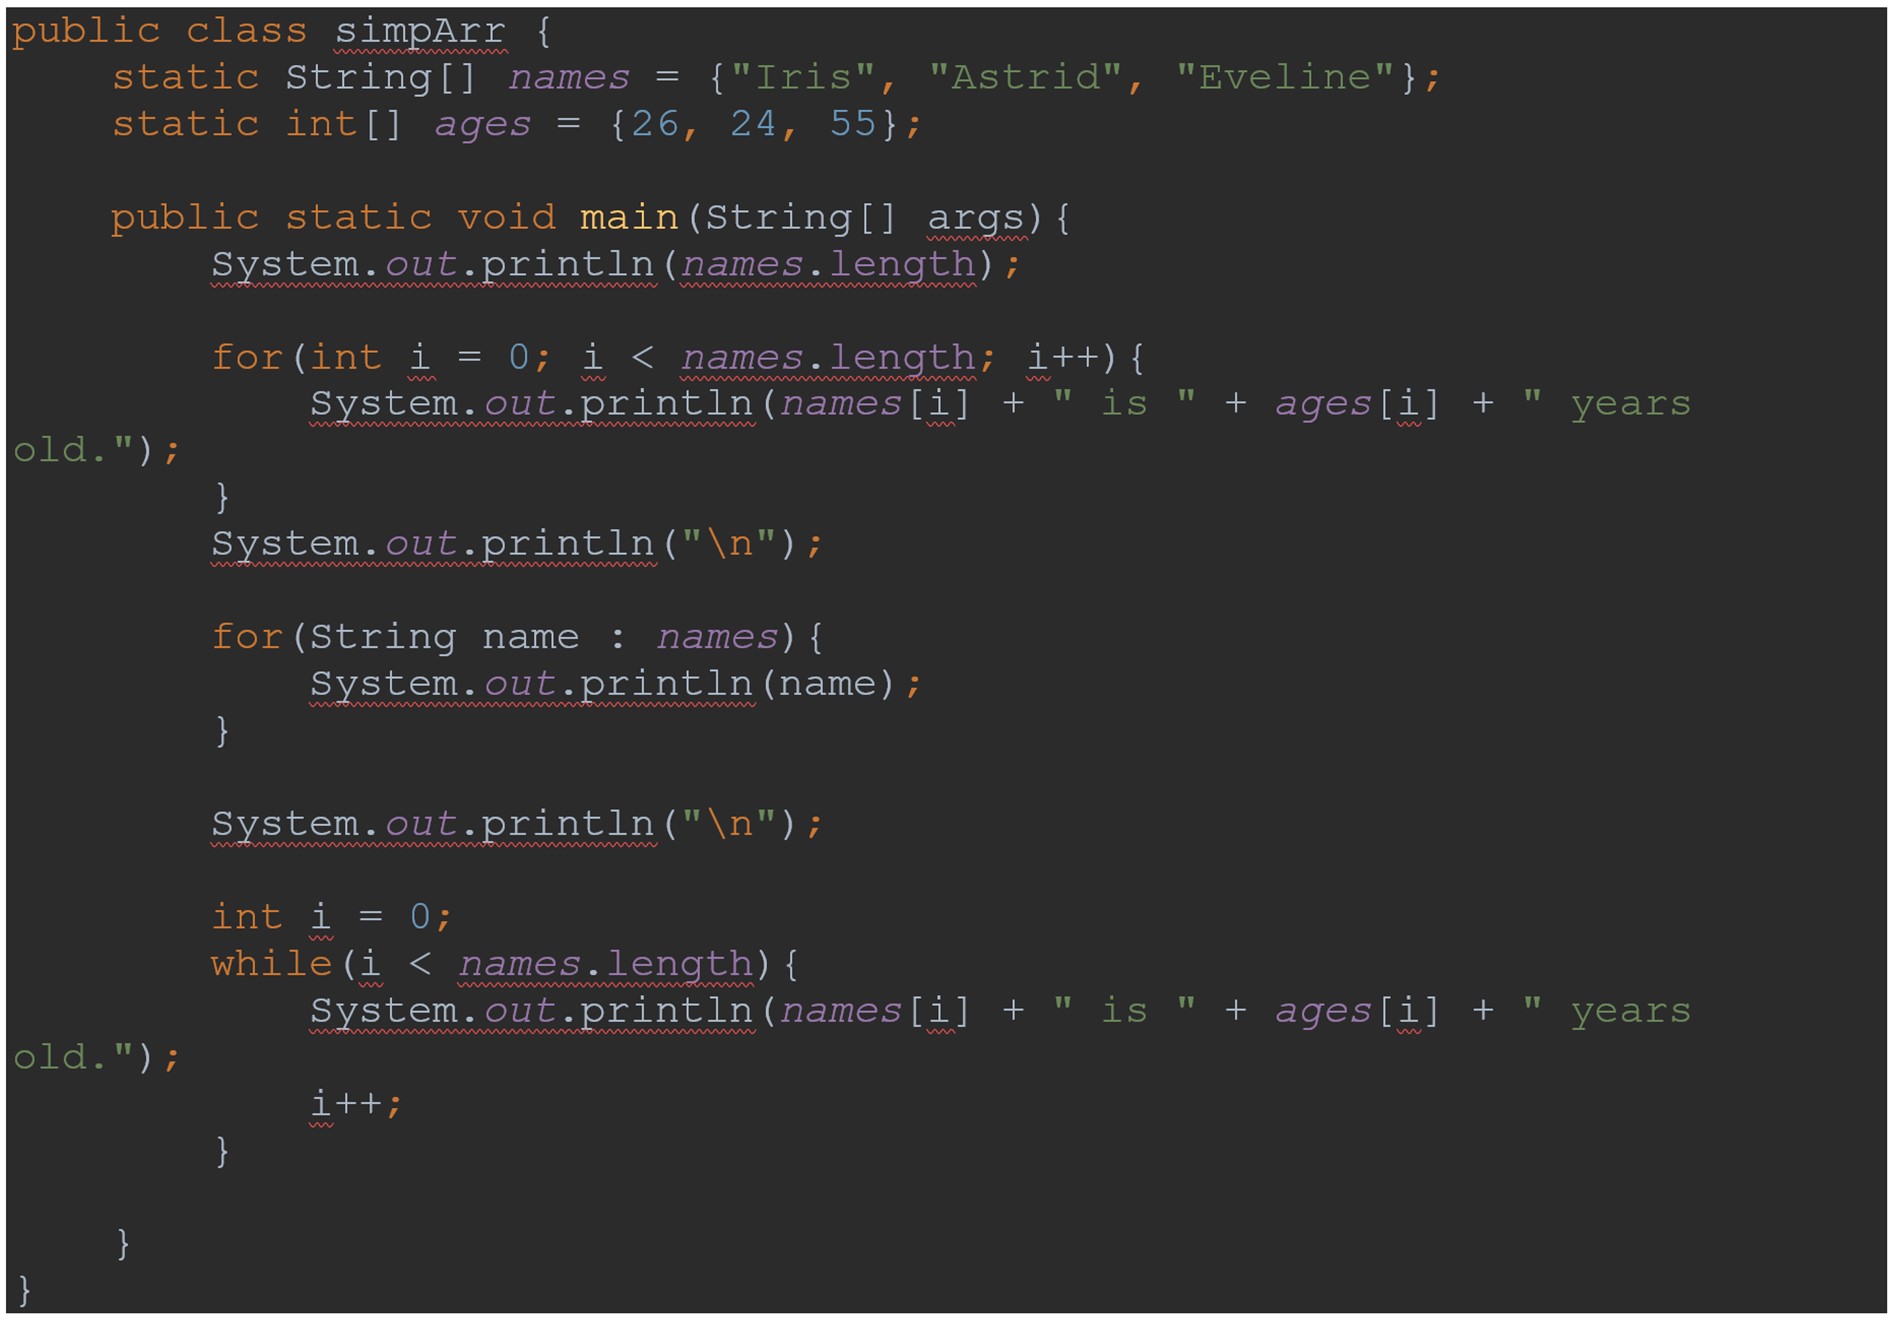 public class simpArr {
    static String[] names = {"Iris", "Astrid", "Eveline"};
    static int[] ages = {26, 24, 55};

    public static void main(String[] args){
        System.out.println(names.length);

        for(int i = 0; i < names.length; i++){
            System.out.println(names[i] + " is " + ages[i] + " years
old.");
        }
        System.out.println("\n");

        for(String name : names){
            System.out.println(name);
        }

        System.out.println("\n");

        int i = 0;
        while(i < names.length){
            System.out.println(names[i] + " is " + ages[i] + " years
old.");
            i++;
        }

    }
}